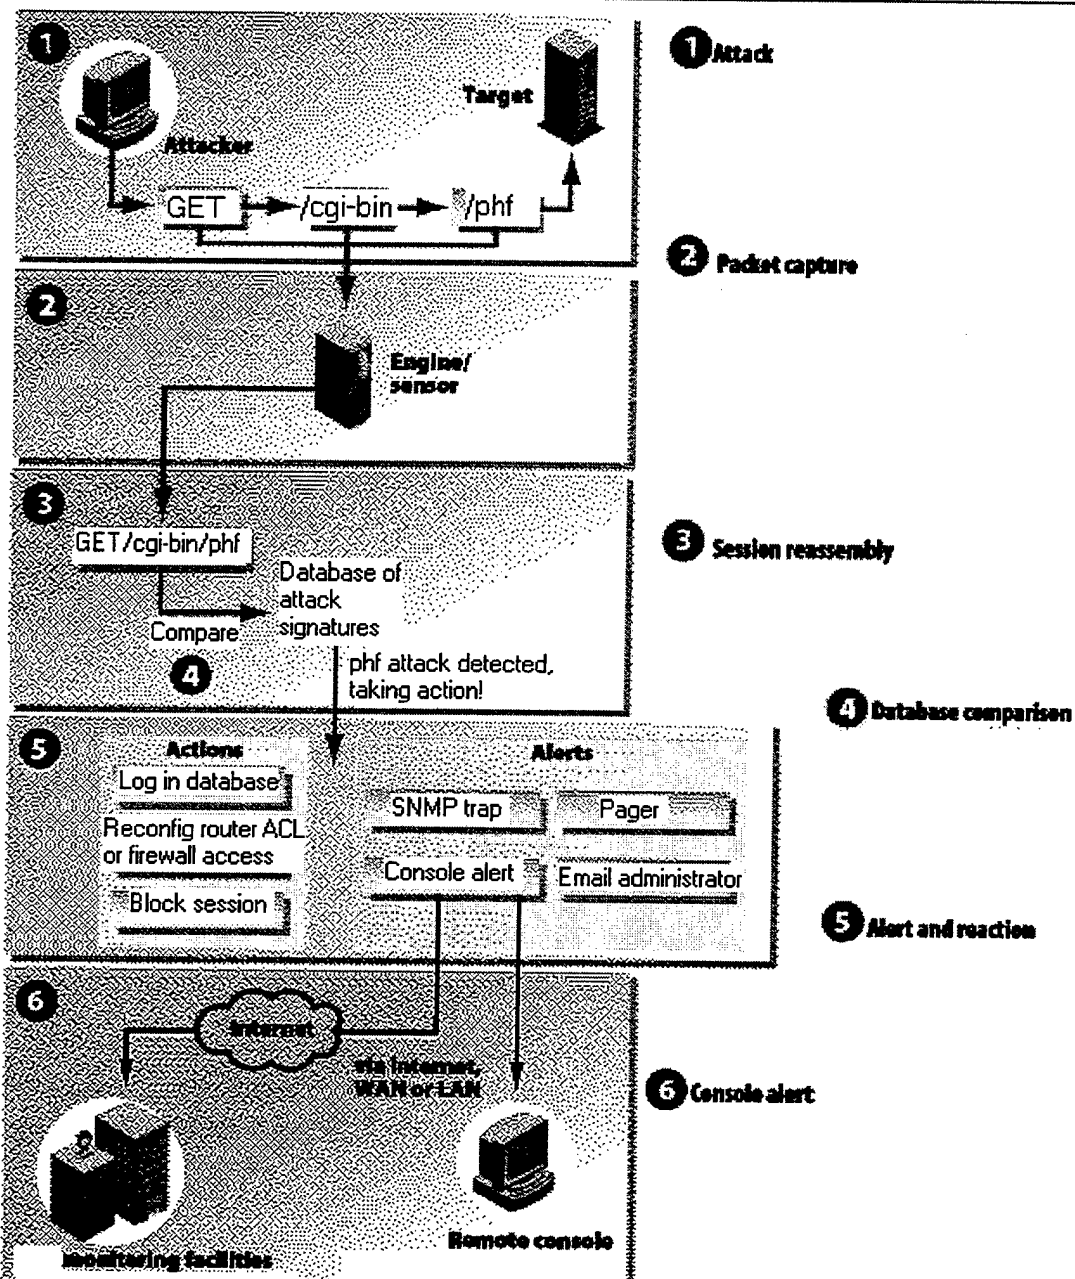 1 Attack
1
Target
Attacker
GET
/cgi-bin
/phf
2 Packet capture
2
Engine/
sensor
3
3 Session reassembly
GET/cgi-bin/phf
Database of
attack
signatures
Compare
4
phf attack detected,
taking action!
4 Database comparison
5
Actions
Log in database
Reconfig router ACL
or firewall access
Block session
Alerts
SNMP trap
Pager
Console alert
Email administrator
5 Alert and reaction
6
Internet
via Internet,
WAN or LAN
6 Console alert
Remote console
monitoring facilities